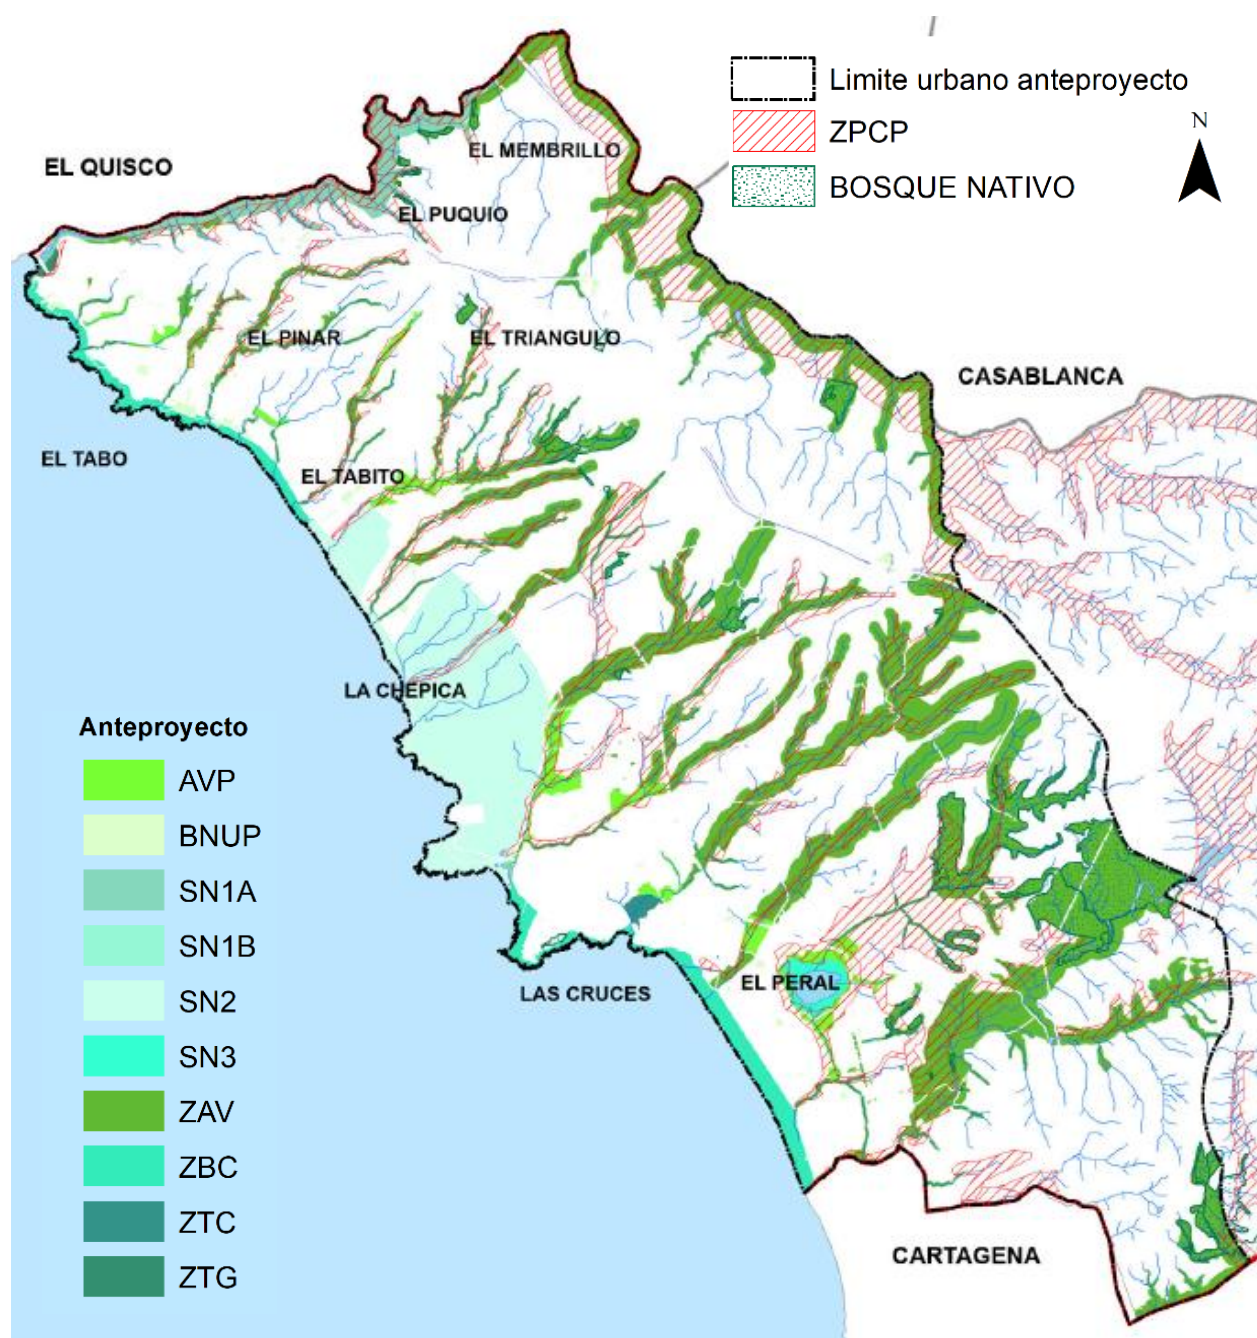 Limite urbano anteproyecto
ZPCP
BOSQUE NATIVO
N
EL QUISCO
EL MEMBRILLO
EL PUQUIO
EL PINAR
EL TRIANGULO
CASABLANCA
EL TABO
EL TABITO
LA CHEPICA
Anteproyecto
AVP
BNUP
SN1A
SN1B
SN2
SN3
ZAV
ZBC
ZTC
ZTG
LAS CRUCES
EL PERAL
CARTAGENA